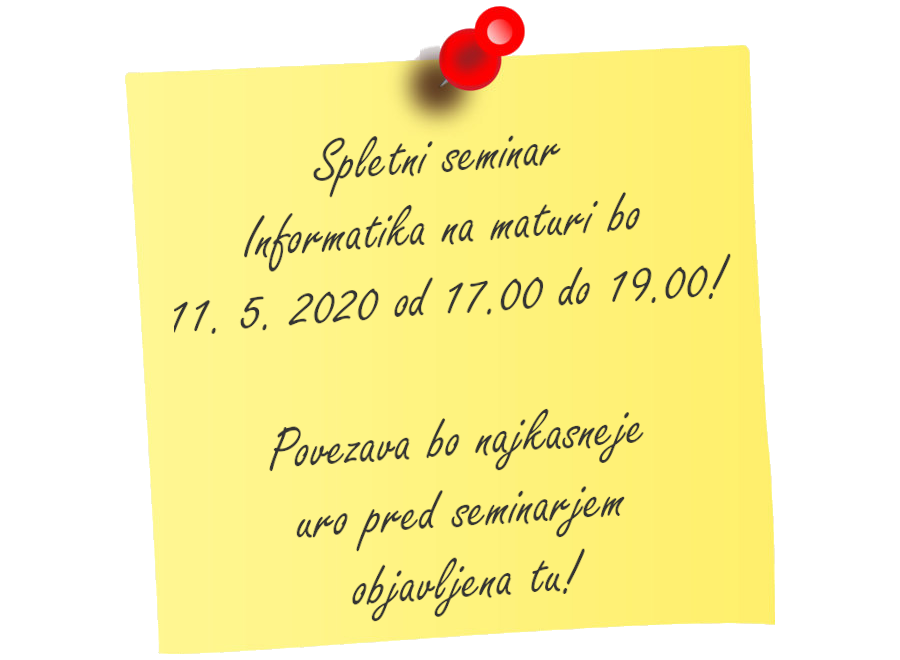 Spletni seminar
Informatika na maturi bo
11. 5. 2020 od 17.00 do 19.00!
Povezava bo najkasneje
uro pred seminarjem
objavljena tu!